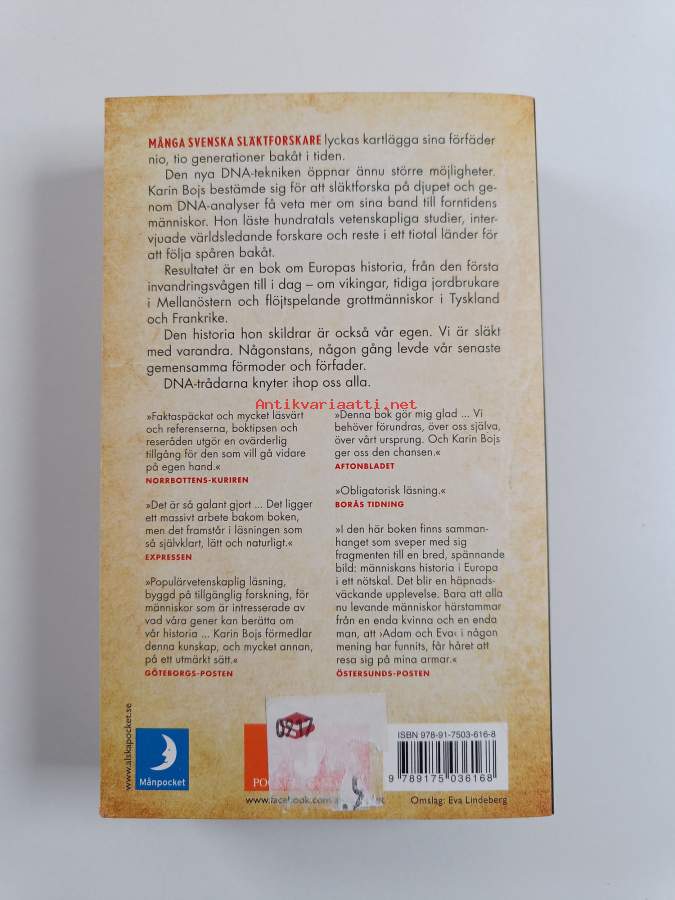 MÅNGA SVENSKA SLÄKTFORSKARE lyckas kartlägga sina förfäder
nio, tio generationer bakåt i tiden.
Den nya DNA-tekniken öppnar ännu större möjligheter.
Karin Bojs bestämde sig för att släktforska på djupet och ge-
nom DNA-analyser få veta mer om sina band till forntidens
människor. Hon läste hundratals vetenskapliga studier, inter-
vjuade världsledande forskare och reste i ett tiotal länder för
att följa spåren bakåt.
Resultatet är en bok om Europas historia, från den första
invandringsvågen till i dag – om vikingar, tidiga jordbrukare
i Mellanöstern och flöjtspelande grottmänniskor i Tyskland
och Frankrike.
Den historia hon skildrar är också vår egen. Vi är släkt
med varandra. Någonstans, någon gång levde vår senaste
gemensamma förmoder och förfader.
DNA-trådarna knyter ihop oss alla.
Antikvariaatti.net
»Faktaspäckat och mycket läsvärt
och referenserna, boktipsen och
reseråden utgör en ovärderlig
tillgång för den som vill gå vidare
på egen hand.«
NORRBOTTENS-KURIREN
»Det är så galant gjort ... Det ligger
ett massivt arbete bakom boken,
men det framstår i läsningen som
så självklart, lätt och naturligt.«
EXPRESSEN
»Populärvetenskaplig läsning,
byggd på tillgänglig forskning, för
människor som är intresserade av
vad våra gener kan berätta om
vår historia ... Karin Bojs förmedlar
denna kunskap, och mycket annan,
på ett utmärkt sätt.«
GÖTEBORGS-POSTEN
»Denna bok gör mig glad ... Vi
behöver förundras, över oss själva,
över vårt ursprung. Och Karin Bojs
ger oss den chansen.«
AFTONBLADET
»Obligatorisk läsning.«
BORÅS TIDNING
»I den här boken finns samman-
hanget som sveper med sig
fragmenten till en bred, spännande
bild: människans historia i Europa
i ett nötskal. Det blir en häpnads-
väckande upplevelse. Bara att alla
nu levande människor härstammar
från en enda kvinna och en enda
man, att ›Adam och Eva‹ i någon
mening har funnits, får håret att
resa sig på mina armar.«
ÖSTERSUNDS-POSTEN
www.alskapocket.se
Månpocket
0917
ISBN 978-91-7503-616-8
9 789175 036168
www.facebook.com
Omslag: Eva Lindeberg